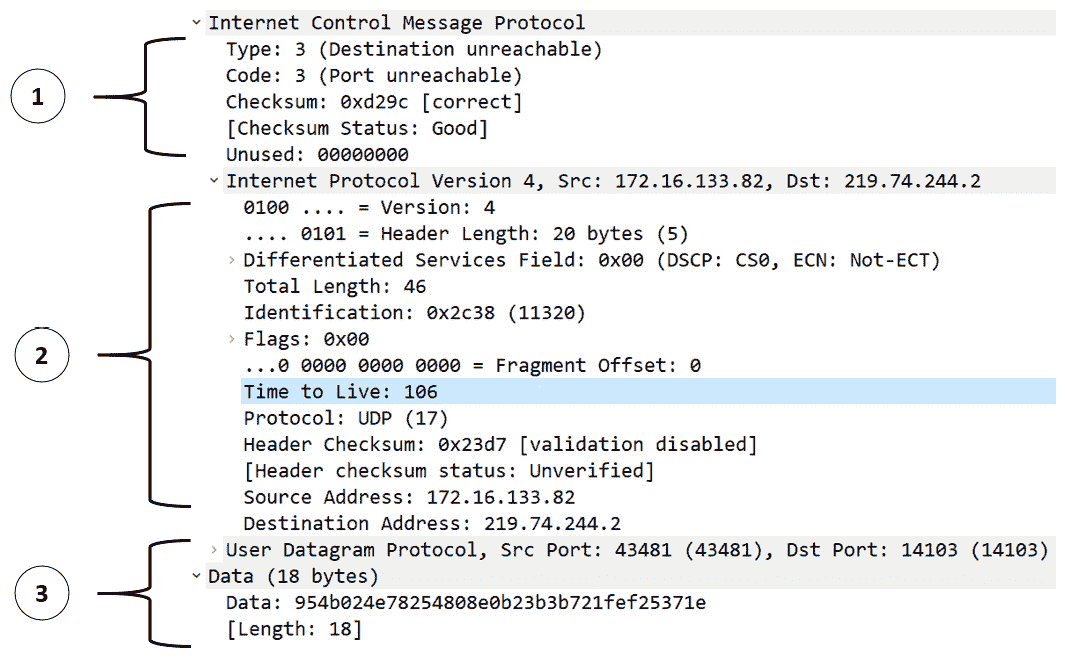 Internet Control Message Protocol
Type: 3 (Destination unreachable)
Code: 3 (Port unreachable)
1
Checksum: 0xd29c [correct]
[Checksum Status: Good]
Unused: 00000000
Internet Protocol Version 4, Src: 172.16.133.82, Dst: 219.74.244.2
0100 .... = Version: 4
.... 0101 = Header Length: 20 bytes (5)
Differentiated Services Field: 0x00 (DSCP: CS0, ECN: Not-ECT)
Total Length: 46
Identification: 0x2c38 (11320)
Flags: 0x00
2
...0 0000 0000 0000 = Fragment Offset: 0
Time to Live: 106
Protocol: UDP (17)
Header Checksum: 0x23d7 [validation disabled]
[Header checksum status: Unverified]
Source Address: 172.16.133.82
Destination Address: 219.74.244.2
User Datagram Protocol, Src Port: 43481 (43481), Dst Port: 14103 (14103)
Data (18 bytes)
3
Data: 954b024e78254808e0b23b3b721fef25371e
[Length: 18]